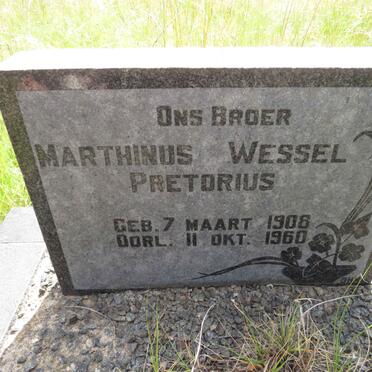 Ons Broer
Marthinus Wessel
Pretorius
Geb. 7 Maart 1908
Oorl. 11 Okt. 1960